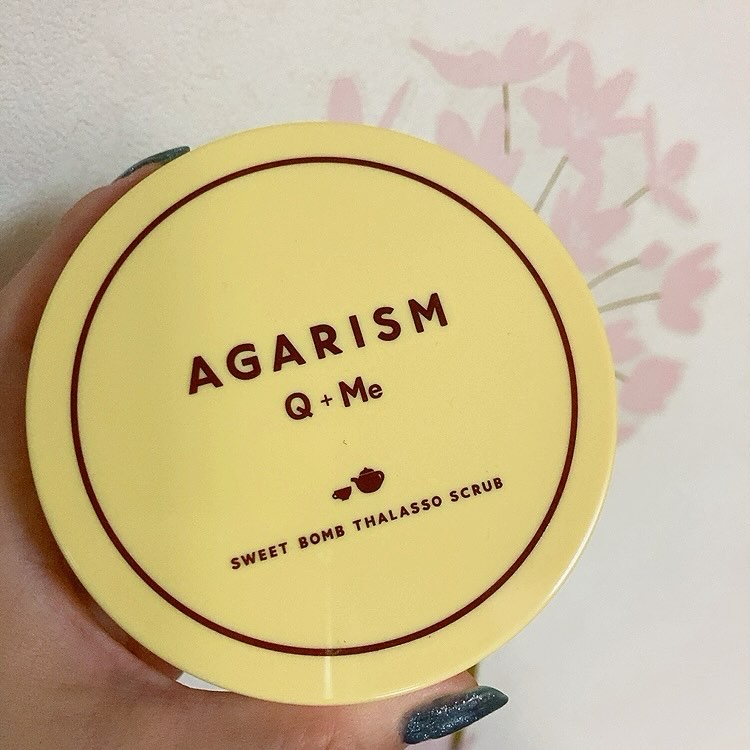 AGARISM
Q + Me
SWEET BOMB THALASSO SCRUB